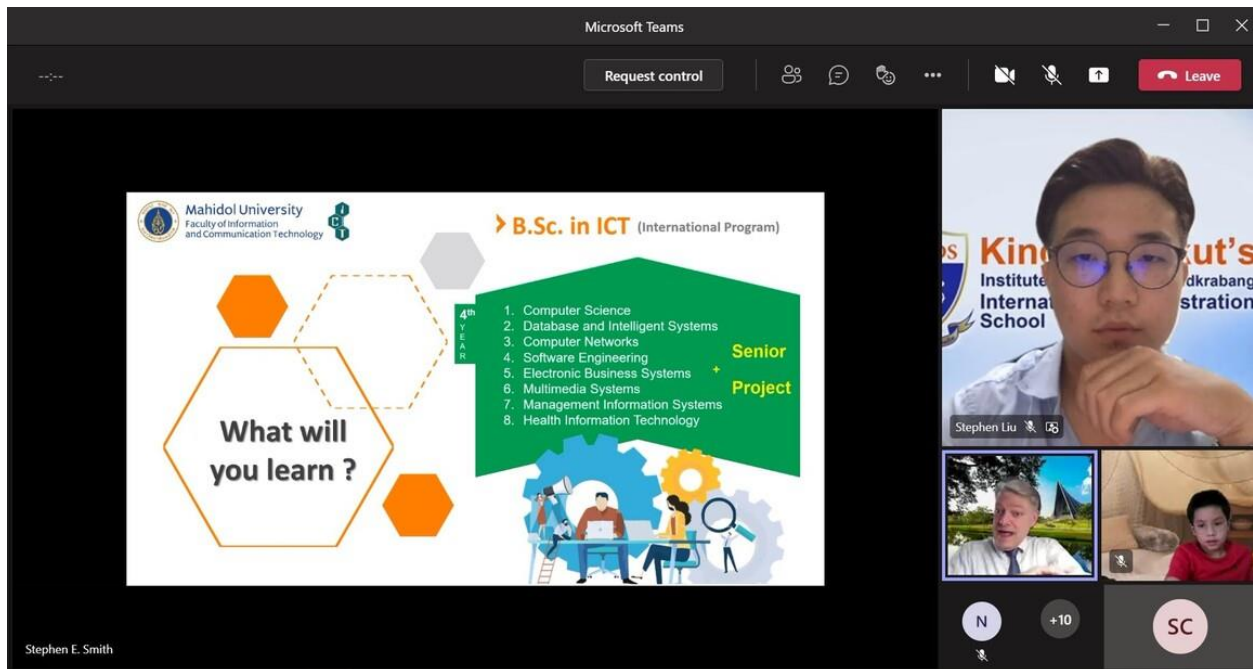 Microsoft Teams
--:--
Request control
Leave
Mahidol University
Faculty of Information
and Communication Technology
i
C
T
B.Sc. in ICT (International Program)
4th
YEAR
1. Computer Science
2. Database and Intelligent Systems
3. Computer Networks
4. Software Engineering
5. Electronic Business Systems
6. Multimedia Systems
7. Management Information Systems
8. Health Information Technology
Senior
+
Project
What will
you learn ?
Stephen E. Smith
Institute
School
Stephen Liu
N
+10
SC